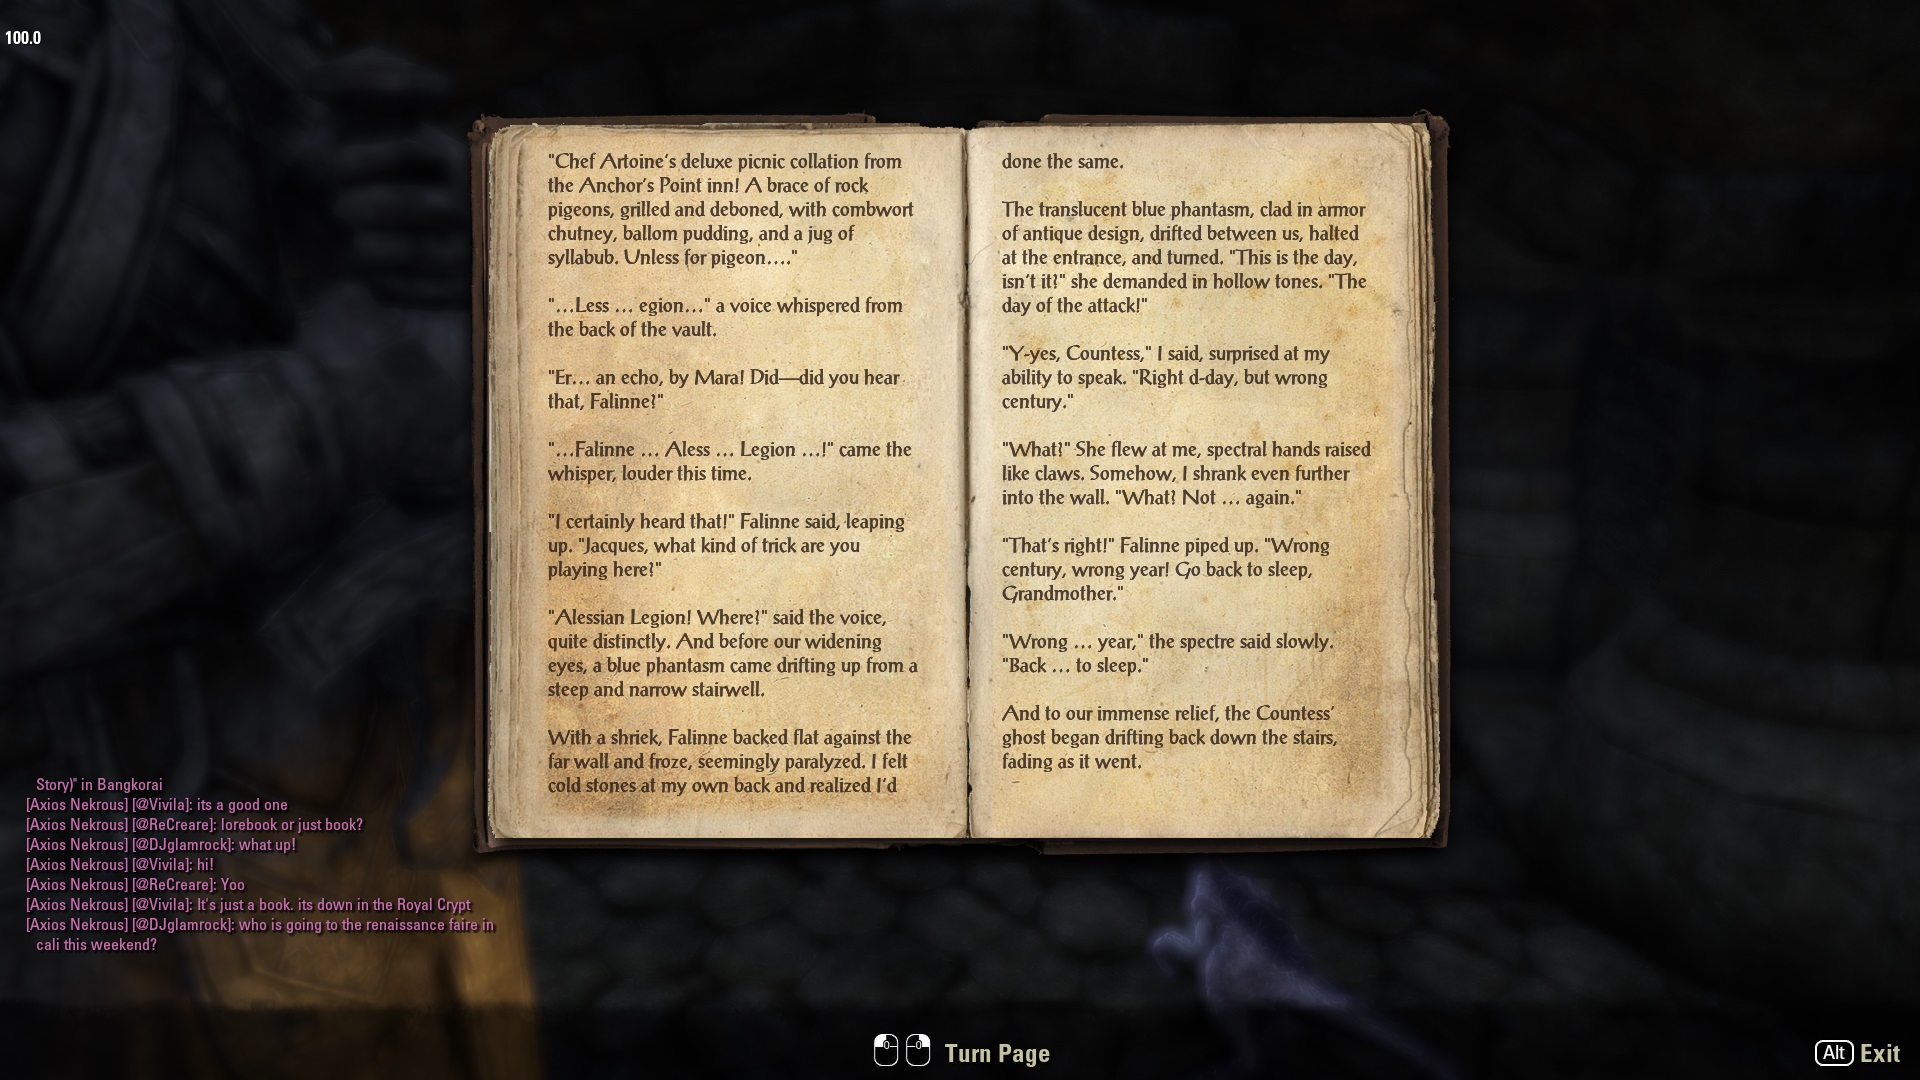 100.0
"Chef Artoine's deluxe picnic collation from
the Anchor's Point inn! A brace of rock
pigeons, grilled and deboned, with combwort
chutney, ballom pudding, and a jug of
syllabub. Unless for pigeon…."
"…Less … egion…" a voice whispered from
the back of the vault.
"Er… an echo, by Mara! Did—did you hear
that, Falinne?"
"…Falinne … Aless … Legion …!" came the
whisper, louder this time.
"I certainly heard that!" Falinne said, leaping
up. "Jacques, what kind of trick are you
playing here?"
"Alessian Legion! Where?" said the voice,
quite distinctly. And before our widening
eyes, a blue phantasm came drifting up from a
steep and narrow stairwell.
With a shriek, Falinne backed flat against the
far wall and froze, seemingly paralyzed. I felt
cold stones at my own back and realized I'd
done the same.
The translucent blue phantasm, clad in armor
of antique design, drifted between us, halted
at the entrance, and turned. "This is the day,
isn't it?" she demanded in hollow tones. "The
day of the attack!"
"Y-yes, Countess," I said, surprised at my
ability to speak. "Right d-day, but wrong
century."
"What?" She flew at me, spectral hands raised
like claws. Somehow, I shrank even further
into the wall. "What? Not … again."
"That's right!" Falinne piped up. "Wrong
century, wrong year! Go back to sleep,
Grandmother."
"Wrong … year," the spectre said slowly.
"Back … to sleep."
And to our immense relief, the Countess'
ghost began drifting back down the stairs,
fading as it went.
Story)" in Bangkorai
[Axios Nekrous] [@Vivila]: its a good one
[Axios Nekrous] [@ReCreare]: lorebook or just book?
[Axios Nekrous] [@DJglamrock]: what up!
[Axios Nekrous] [@Vivila]: hi!
[Axios Nekrous] [@ReCreare]: Yoo
[Axios Nekrous] [@Vivila]: It's just a book. its down in the Royal Crypt
[Axios Nekrous] [@DJglamrock]: who is going to the renaissance faire in
cali this weekend?
Turn Page
Alt Exit